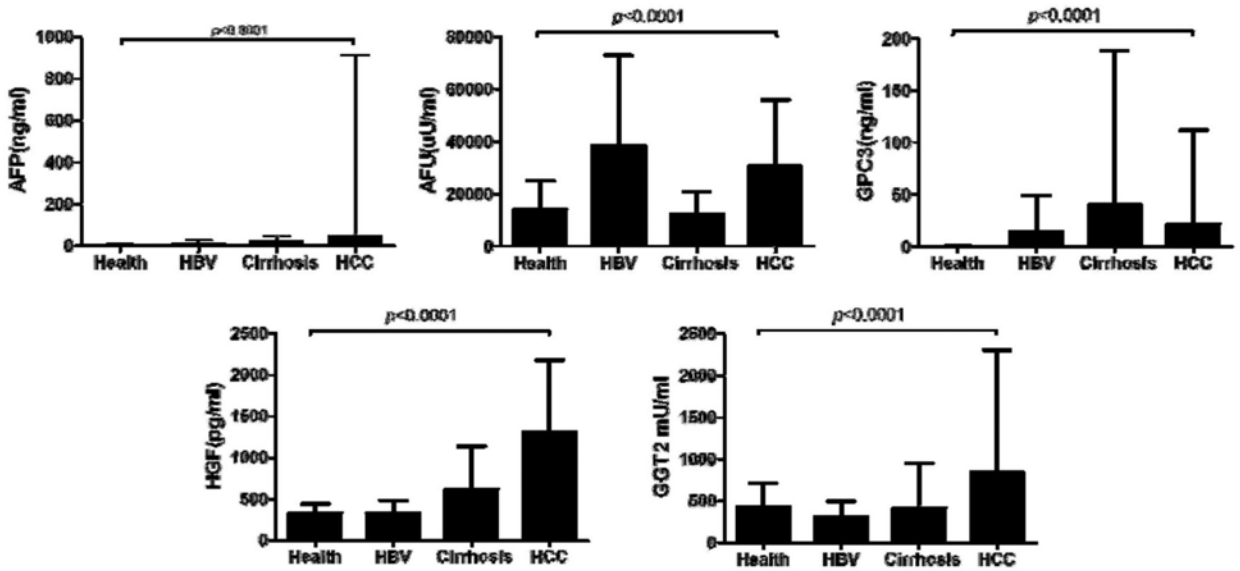 p<0.0001
AFP(ng/ml)
1000
800
600
400
200
0
Health HBV Cirrhosis HCC
p<0.0001
AFU(uU/ml)
80000
60000
40000
20000
0
Health HBV Cirrhosis HCC
p<0.0001
GPC3(ng/ml)
200
150
100
50
0
Health HBV Cirrhosis HCC
p<0.0001
HGF(pg/ml)
2500
2000
1500
1000
500
0
Health HBV Cirrhosis HCC
p<0.0001
GGT2 mU/ml
2500
2000
1500
1000
500
0
Health HBV Cirrhosis HCC